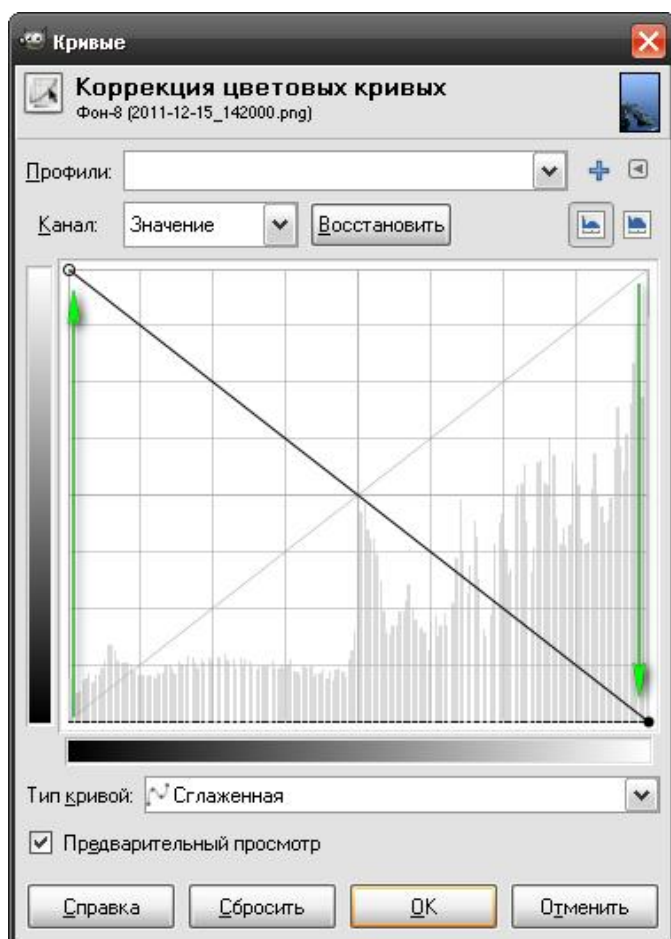 Кривые
Коррекция цветовых кривых
Фон-8 (2011-12-15_142000.png)
Профили:
Канал: Значение Восстановить
Тип кривой: Сглаженная
Предварительный просмотр
Справка Сбросить OK Отменить